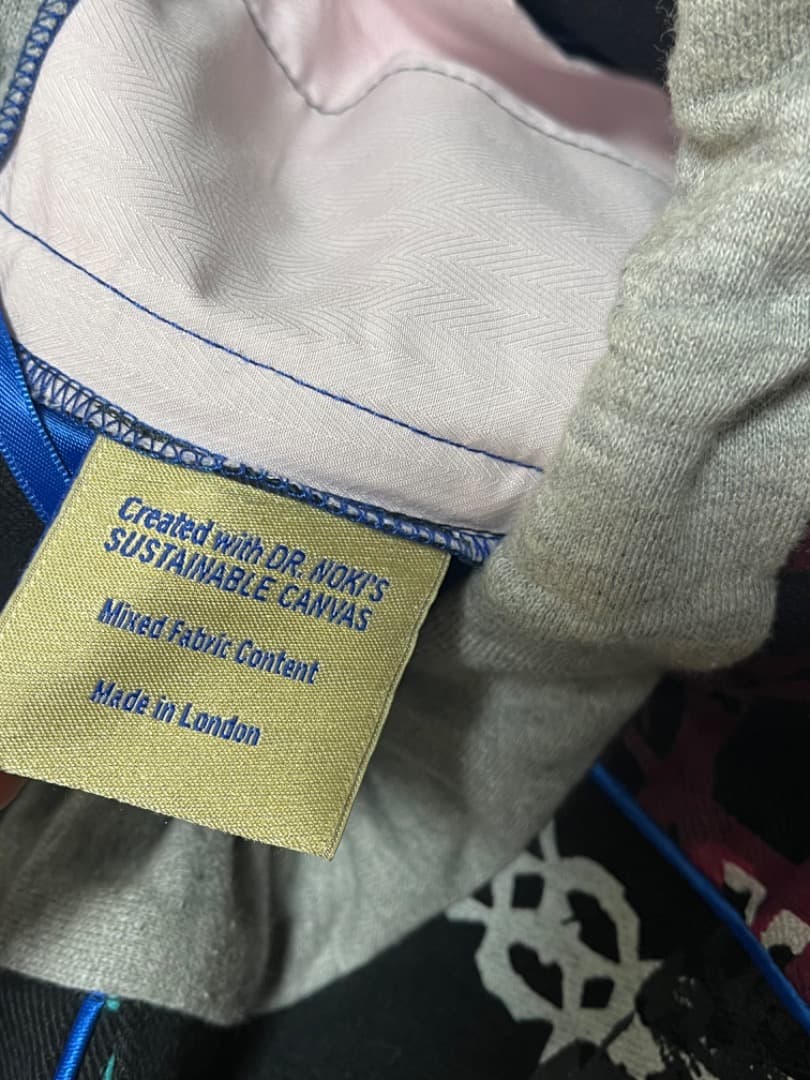 Created with DR. NOKI'S
SUSTAINABLE CANVAS
Mixed Fabric Content
Made in London